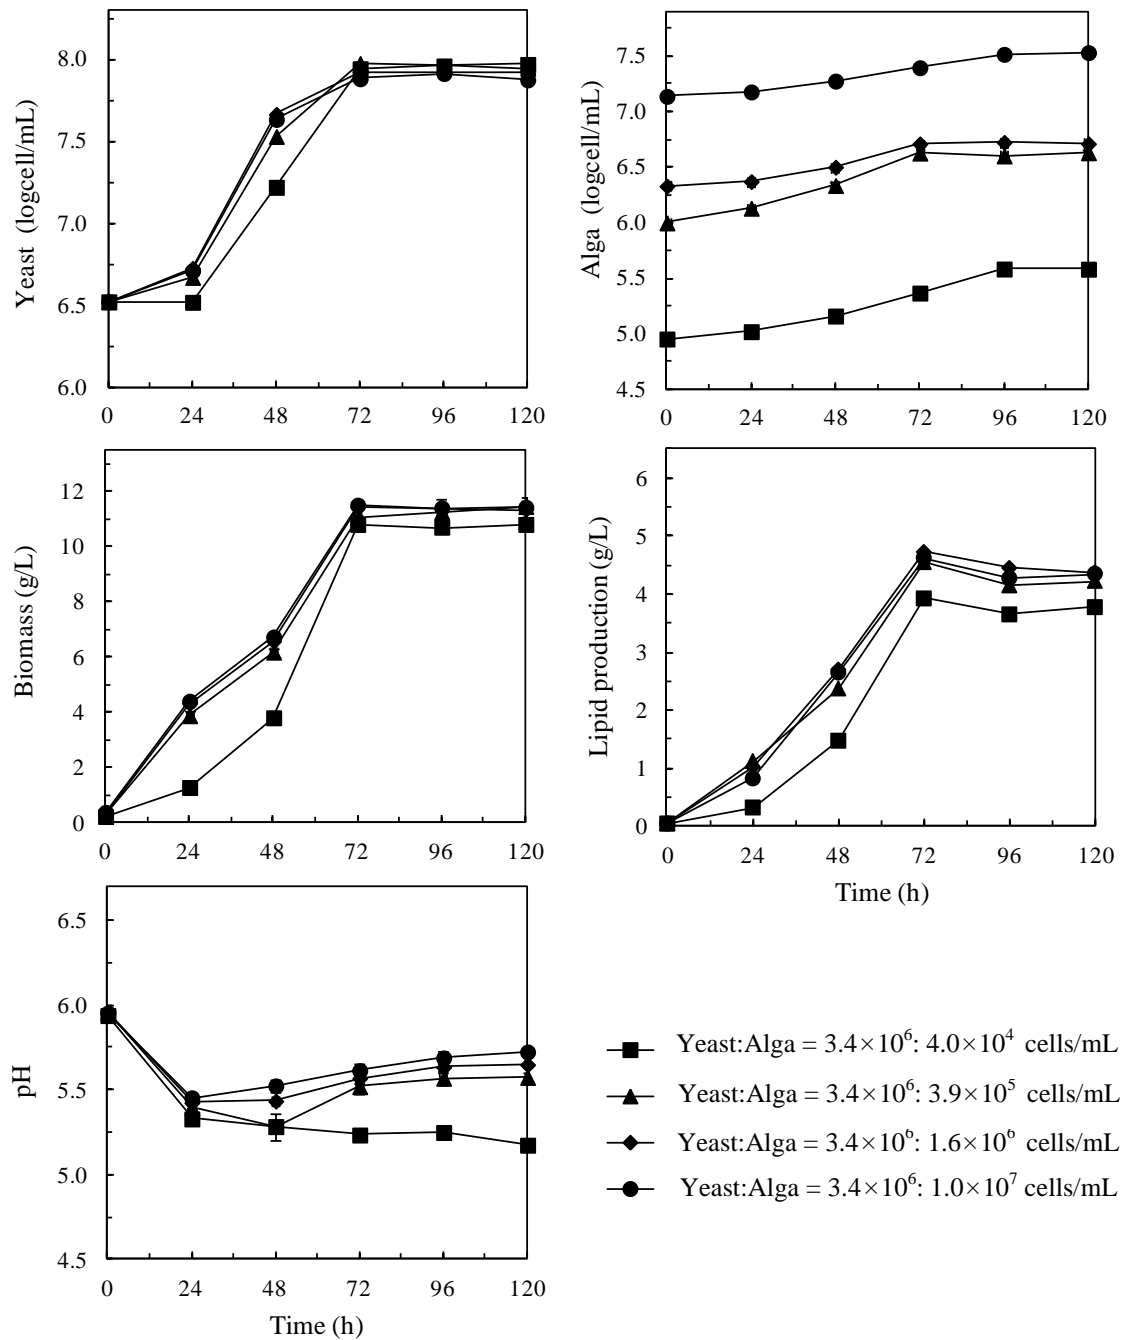 Yeast (logcell/mL)
8.0
7.5
7.0
6.5
6.0
0 24 48 72 96 120
Alga (logcell/mL)
7.5
7.0
6.5
6.0
5.5
5.0
4.5
0 24 48 72 96 120
Biomass (g/L)
12
10
8
6
4
2
0
0 24 48 72 96 120
Lipid production (g/L)
6
5
4
3
2
1
0
0 24 48 72 96 120
Time (h)
pH
6.5
6.0
5.5
5.0
4.5
0 24 48 72 96 120
Time (h)
Yeast:Alga = 3.4×10⁶: 4.0×10⁴ cells/mL
Yeast:Alga = 3.4×10⁶: 3.9×10⁵ cells/mL
Yeast:Alga = 3.4×10⁶: 1.6×10⁶ cells/mL
Yeast:Alga = 3.4×10⁶: 1.0×10⁷ cells/mL